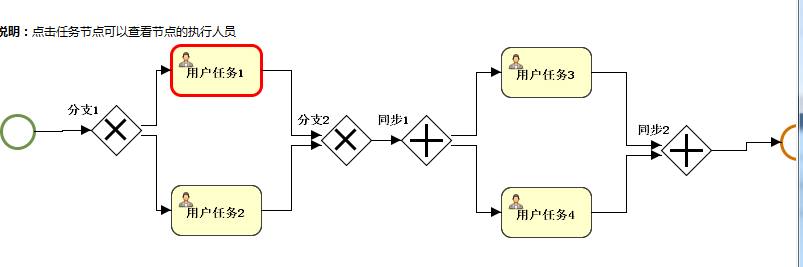 说明：点击任务节点可以查看节点的执行人员
分支1
用户任务1
用户任务2
分支2
同步1
用户任务3
用户任务4
同步2